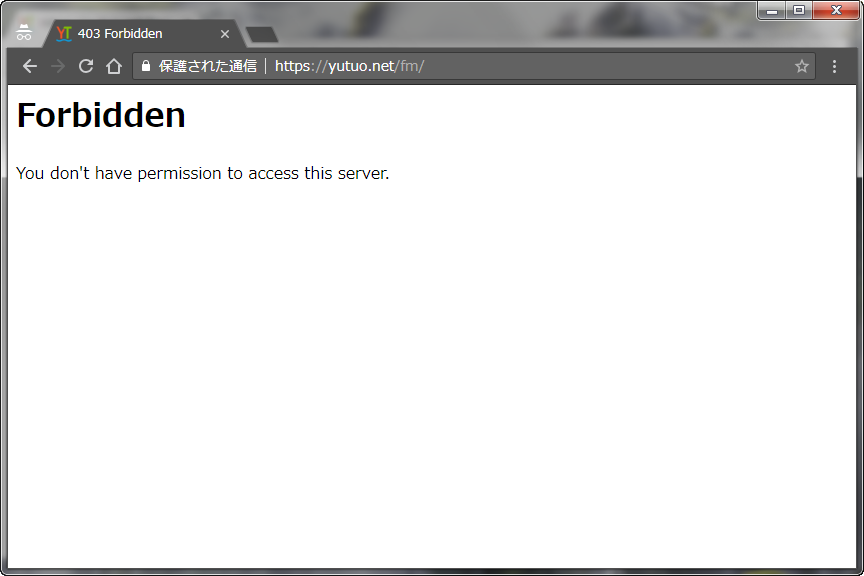 YT 403 Forbidden
保護された通信 | https://yutuo.net/fm/
Forbidden
You don't have permission to access this server.